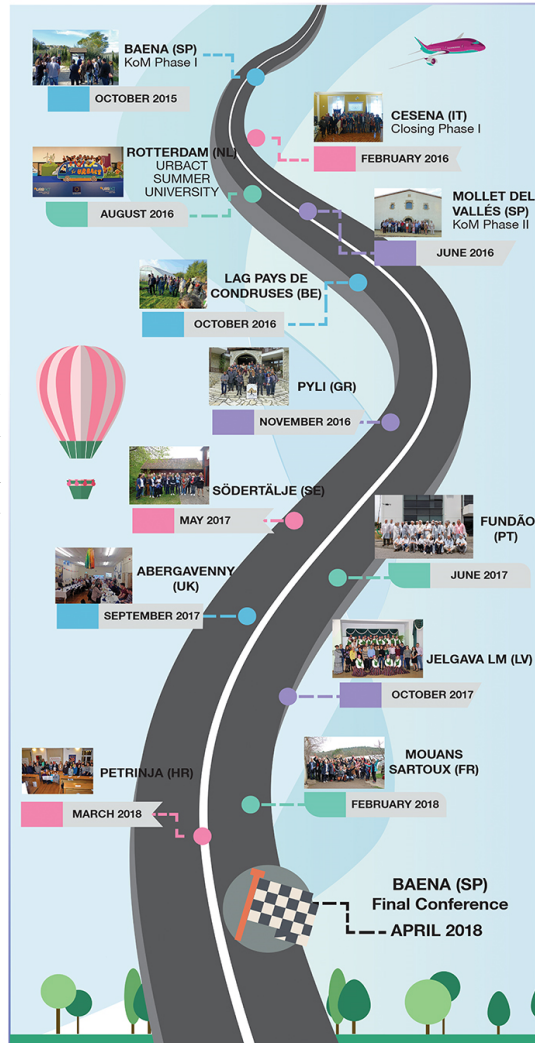 BAENA (SP)
KoM Phase I
OCTOBER 2015
CESENA (IT)
Closing Phase I
FEBRUARY 2016
ROTTERDAM (NL)
URBACT
SUMMER
UNIVERSITY
AUGUST 2016
MOLLET DEL
VALLÉS (SP)
KoM Phase II
JUNE 2016
LAG PAYS DE
CONDRUSES (BE)
OCTOBER 2016
PYLI (GR)
NOVEMBER 2016
SÖDERTÄLJE (SE)
MAY 2017
FUNDÃO
(PT)
JUNE 2017
ABERGAVENNY
(UK)
SEPTEMBER 2017
JELGAVA LM (LV)
OCTOBER 2017
PETRINJA (HR)
MARCH 2018
MOUANS
SARTOUX (FR)
FEBRUARY 2018
BAENA (SP)
Final Conference
APRIL 2018